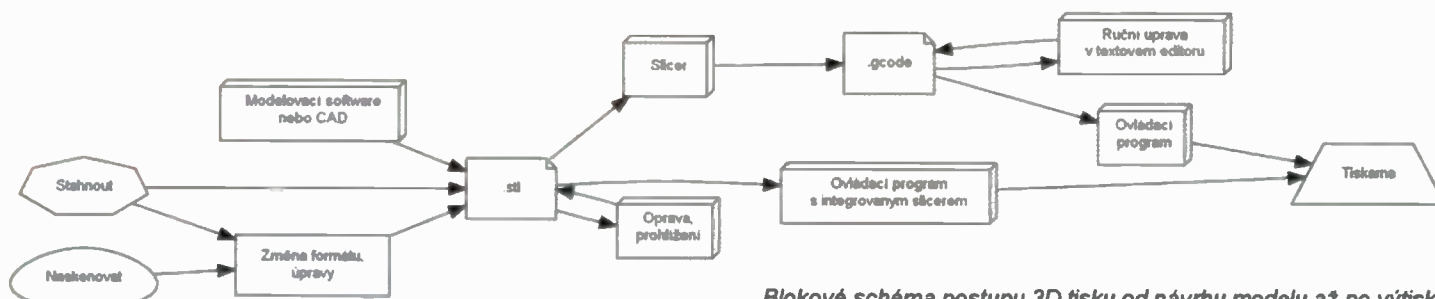 Slicer
.gcode
Ruční úprava
v textovém editoru
Modelovací software
nebo CAD
Ovládací
program
Stáhnout
.stl
Ovládací program
s integrovaným slicerem
Tiskárna
Oprava,
prohlížení
Změna formátu,
úpravy
Naskenovat
Blokové schéma postupu 3D tisku od návrhu modelu až po výtisk